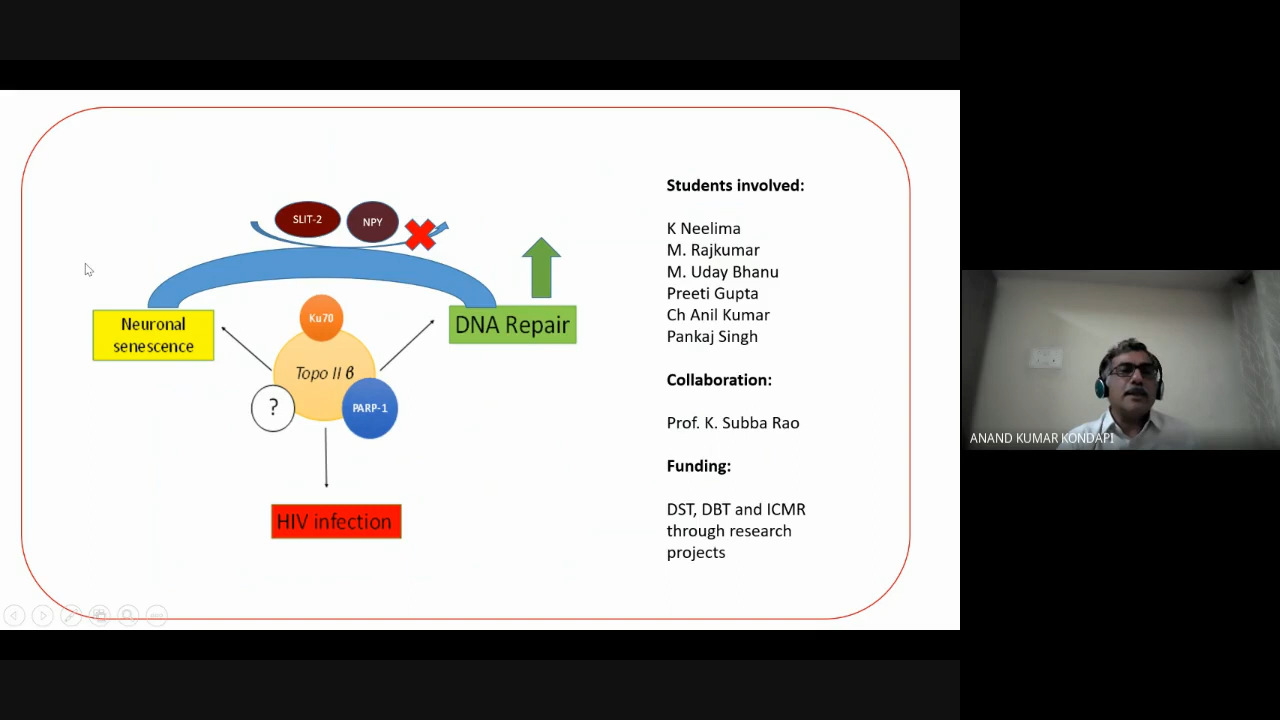 SLIT-2
NPY
Neuronal
senescence
Ku70
DNA Repair
Topo II β
?
PARP-1
HIV infection
Students involved:
K Neelima
M. Rajkumar
M. Uday Bhanu
Preeti Gupta
Ch Anil Kumar
Pankaj Singh
Collaboration:
Prof. K. Subba Rao
Funding:
DST, DBT and ICMR
through research
projects
ANAND KUMAR KONDAPI